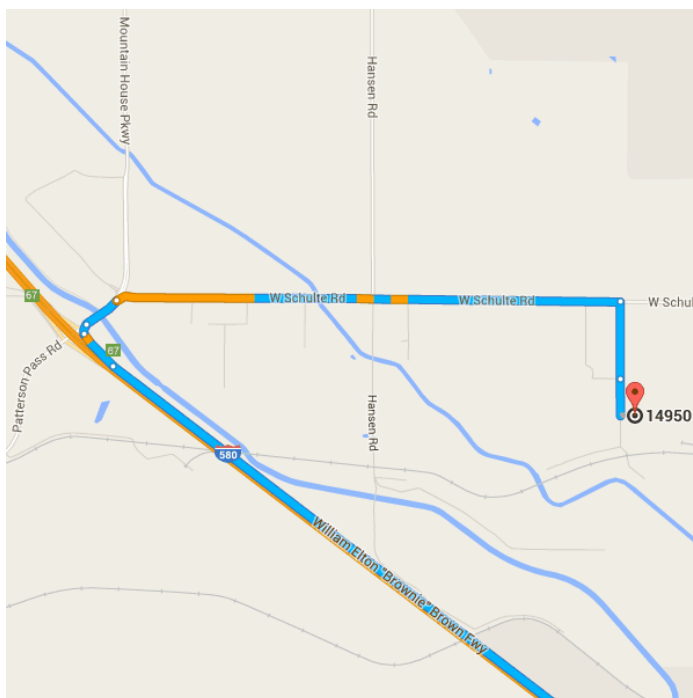 Mountain House Pkwy
Hansen Rd
67
W Schulte Rd
W Schulte Rd
W Schul
67
Patterson Pass Rd
14950
Hansen Rd
580
William Elton "Brownie" Brown Fwy